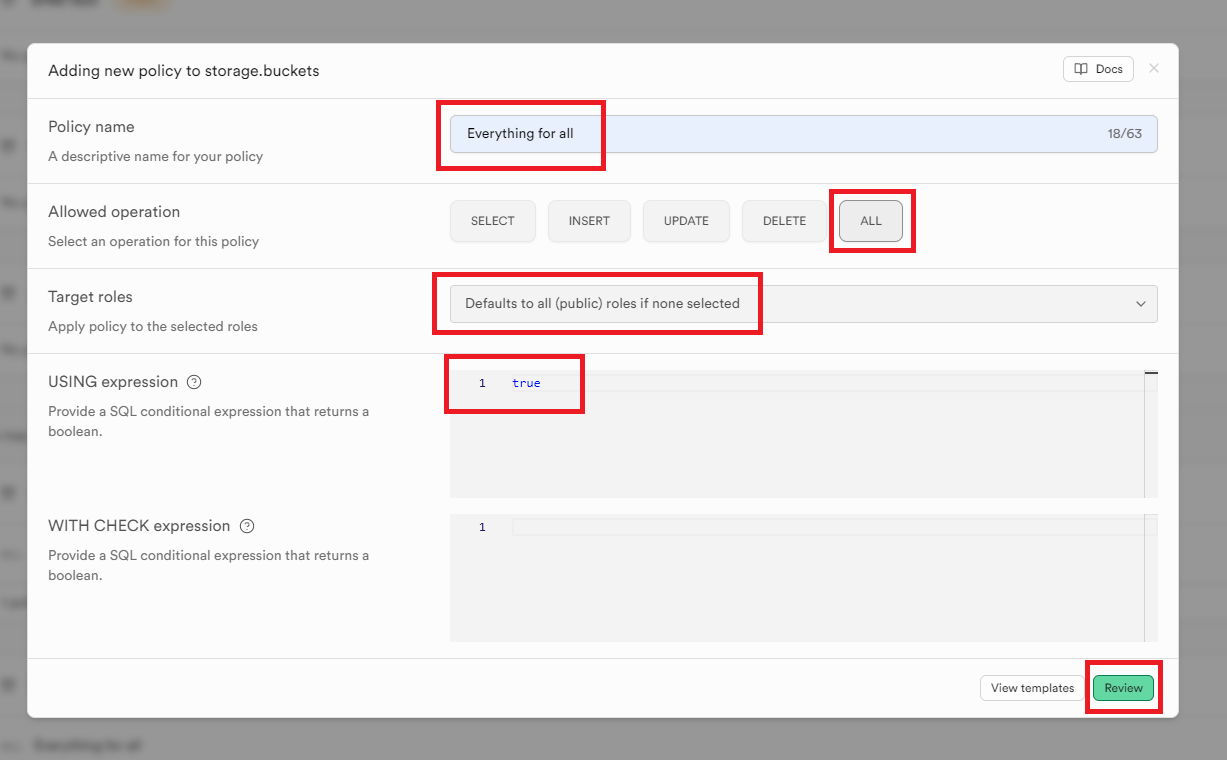 Adding new policy to storage.buckets
Docs
Policy name
A descriptive name for your policy
Everything for all
18/63
Allowed operation
Select an operation for this policy
SELECT INSERT UPDATE DELETE ALL
Target roles
Apply policy to the selected roles
Defaults to all (public) roles if none selected
USING expression
Provide a SQL conditional expression that returns a
boolean.
1 true
WITH CHECK expression
Provide a SQL conditional expression that returns a
boolean.
1
View templates
Review
Everything for all